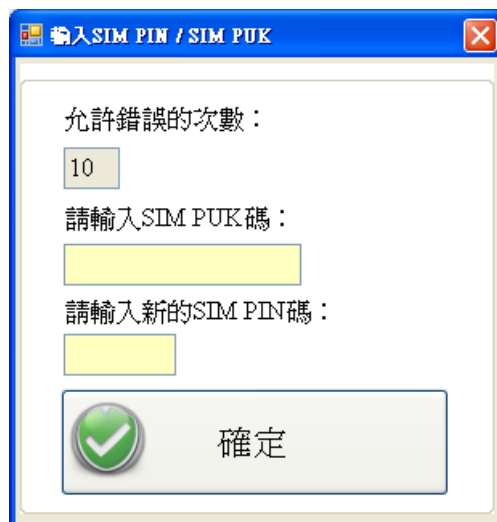 輸入SIM PIN / SIM PUK
允許錯誤的次數：
10
請輸入SIM PUK碼：
請輸入新的SIM PIN碼：
確定